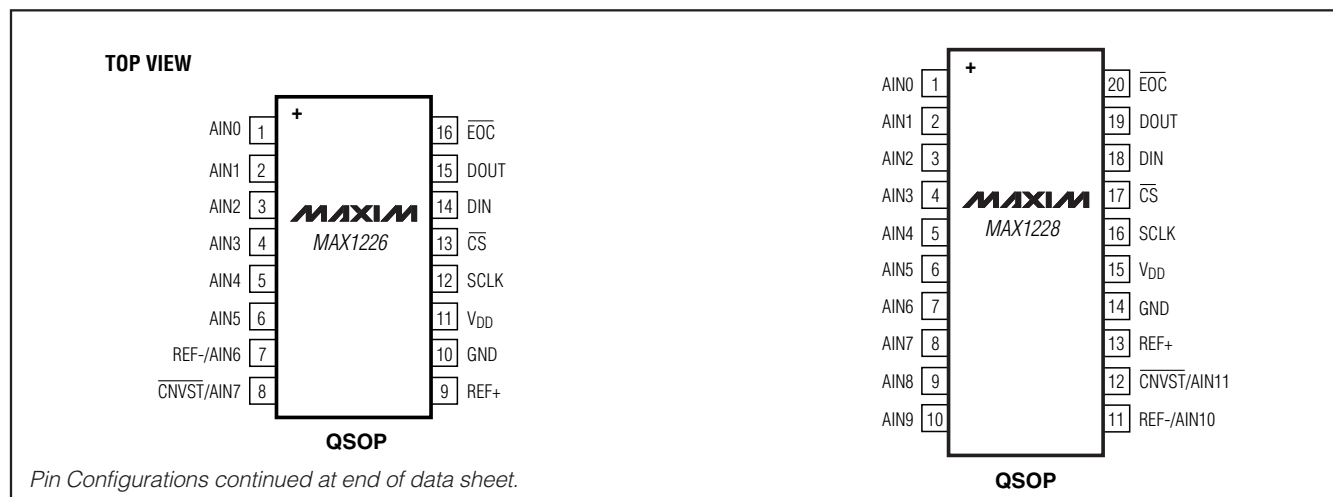 TOP VIEW
AIN0 1
AIN1 2
AIN2 3
AIN3 4
AIN4 5
AIN5 6
REF-/AIN6 7
CNVST/AIN7 8
+
MAXIM
MAX1226
16 EOC
15 DOUT
14 DIN
13 CS
12 SCLK
11 VDD
10 GND
9 REF+
QSOP
AIN0 1
AIN1 2
AIN2 3
AIN3 4
AIN4 5
AIN5 6
AIN6 7
AIN7 8
AIN8 9
AIN9 10
+
MAXIM
MAX1228
20 EOC
19 DOUT
18 DIN
17 CS
16 SCLK
15 VDD
14 GND
13 REF+
12 CNVST/AIN11
11 REF-/AIN10
QSOP
Pin Configurations continued at end of data sheet.